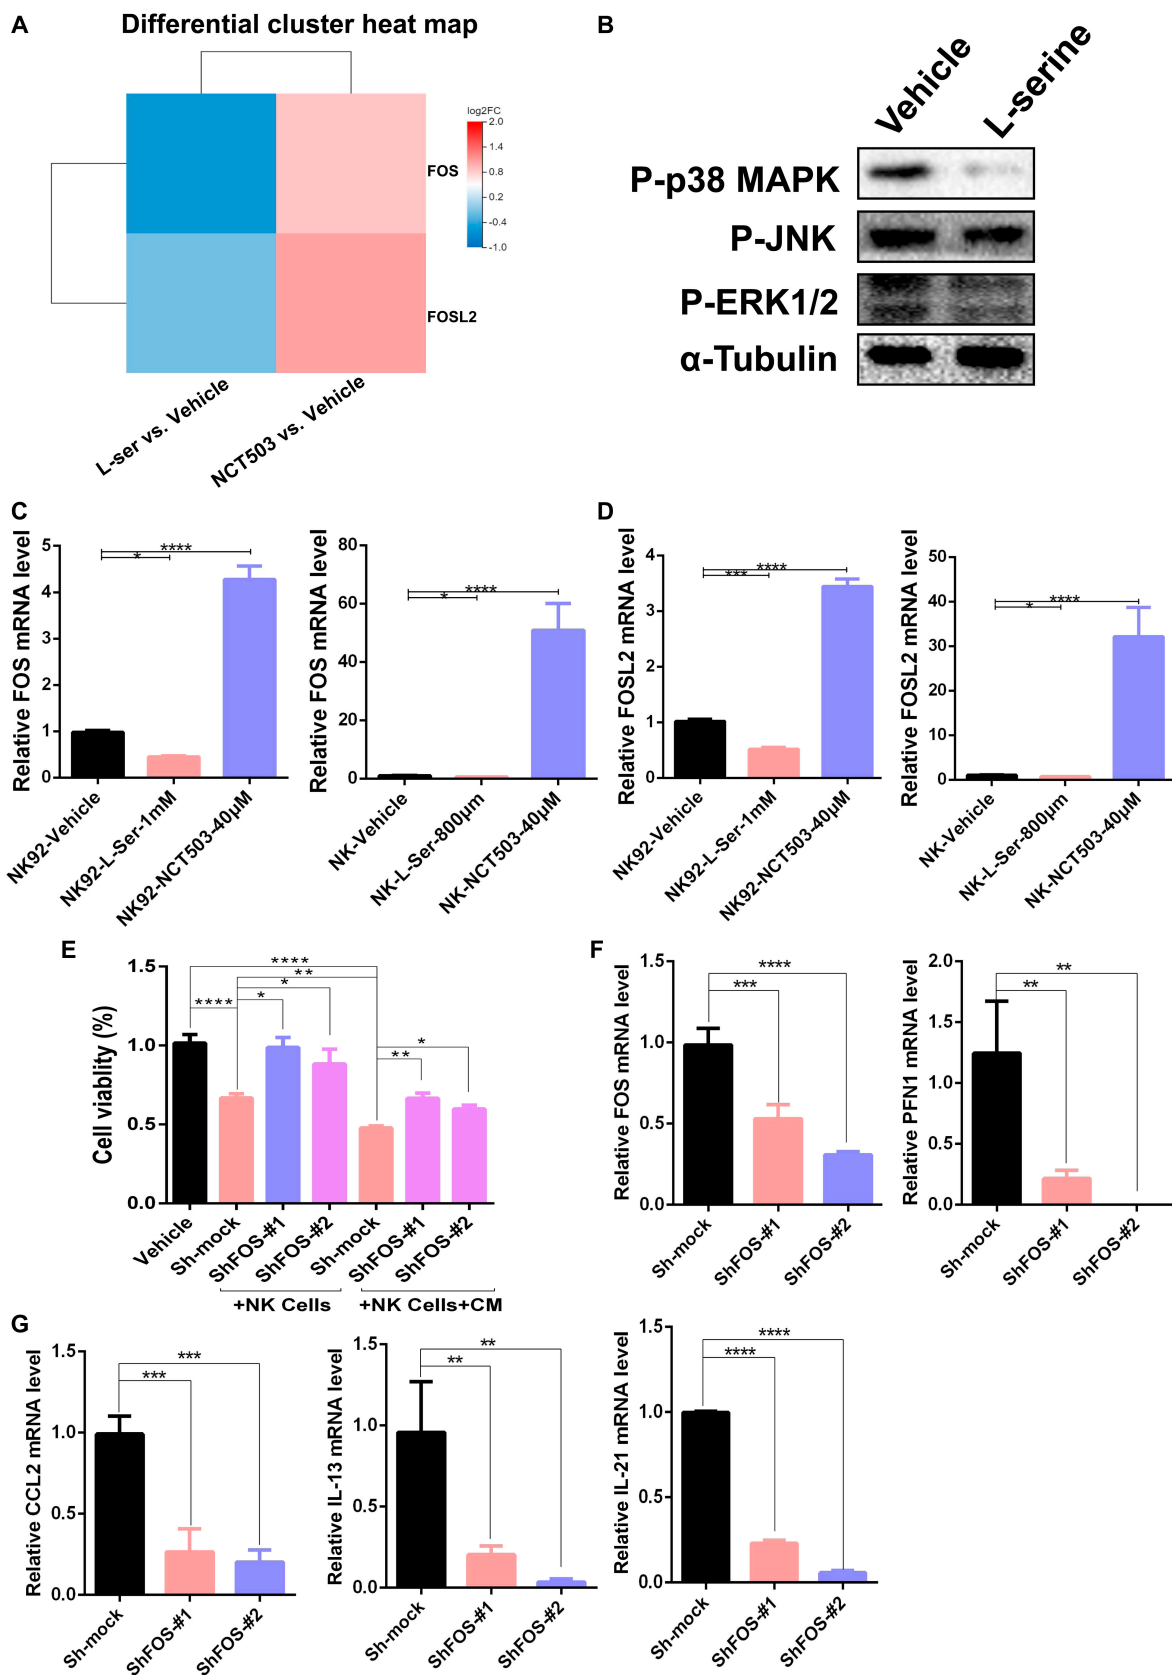 A
Differential cluster heat map
log2FC
2.0
1.4
0.8
0.2
-0.4
-1.0
FOS
FOSL2
L-ser vs. Vehicle
NCT503 vs. Vehicle
B
Vehicle
L-serine
P-p38 MAPK
P-JNK
P-ERK1/2
α-Tubulin
C
Relative FOS mRNA level
5
4
3
2
1
0
****
*
NK92-Vehicle
NK92-L-Ser-1mM
NK92-NCT503-40μM
Relative FOS mRNA level
80
60
40
20
0
****
*
NK-Vehicle
NK-L-Ser-800μm
NK-NCT503-40μM
D
Relative FOSL2 mRNA level
4
3
2
1
0
****
***
NK92-Vehicle
NK92-L-Ser-1mM
NK92-NCT503-40μM
Relative FOSL2 mRNA level
50
40
30
20
10
0
****
*
NK-Vehicle
NK-L-Ser-800μm
NK-NCT503-40μM
E
Cell viablity (%)
1.5
1.0
0.5
0.0
****
**
*
****
*
*
**
Vehicle
Sh-mock
ShFOS-#1
ShFOS-#2
Sh-mock
ShFOS-#1
ShFOS-#2
+NK Cells
+NK Cells+CM
F
Relative FOS mRNA level
1.5
1.0
0.5
0.0
****
***
Sh-mock
ShFOS-#1
ShFOS-#2
Relative PFN1 mRNA level
2.0
1.5
1.0
0.5
0.0
**
**
Sh-mock
ShFOS-#1
ShFOS-#2
G
Relative CCL2 mRNA level
1.5
1.0
0.5
0.0
***
***
Sh-mock
ShFOS-#1
ShFOS-#2
Relative IL-13 mRNA level
1.5
1.0
0.5
0.0
**
**
Sh-mock
ShFOS-#1
ShFOS-#2
Relative IL-21 mRNA level
1.5
1.0
0.5
0.0
****
****
Sh-mock
ShFOS-#1
ShFOS-#2